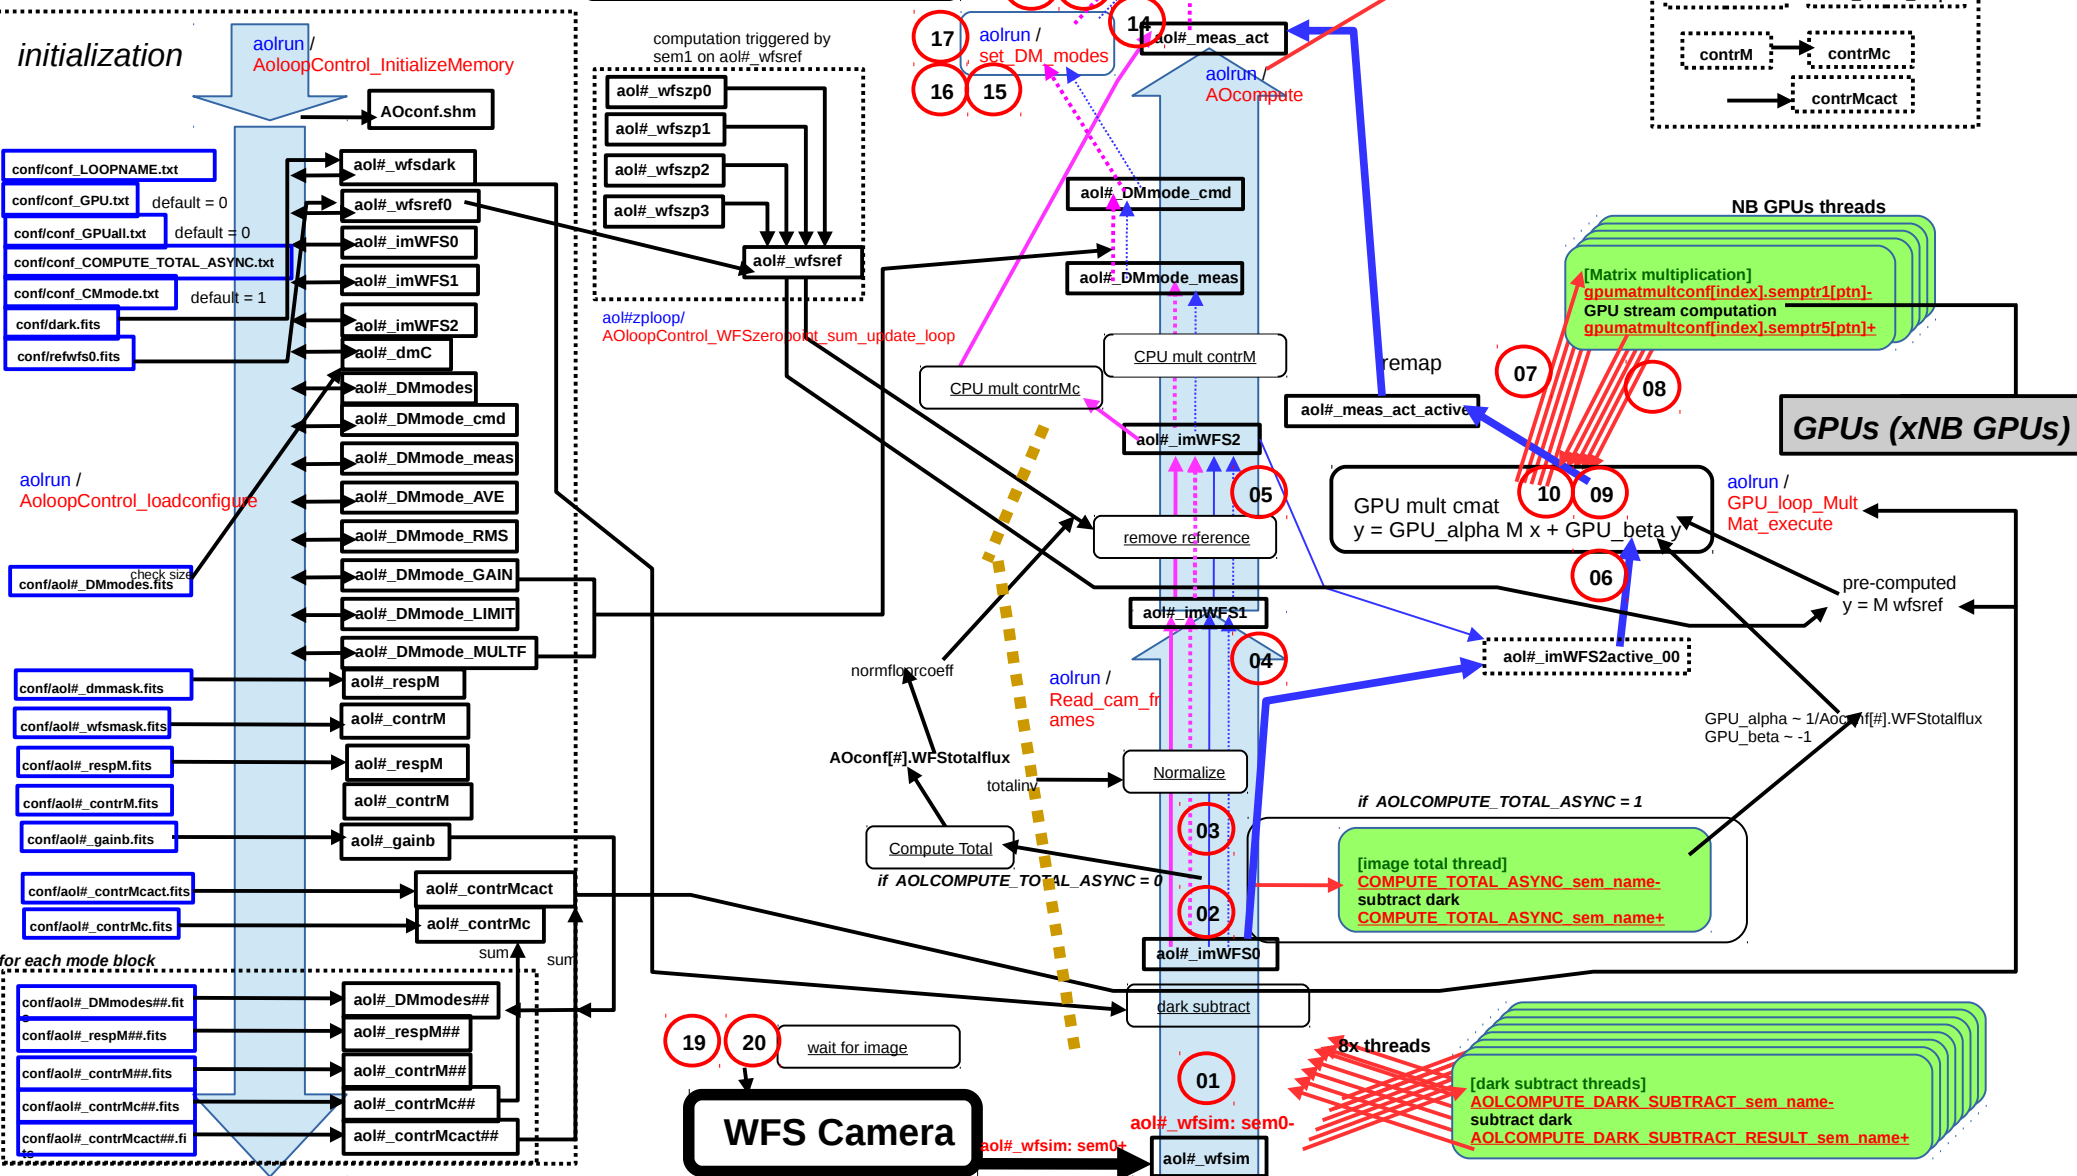 initialization
aolrun /
AoloopControl_InitializeMemory
AOconf.shm
conf/conf_LOOPNAME.txt
conf/conf_GPU.txt
default = 0
conf/conf_GPUall.txt
default = 0
conf/conf_COMPUTE_TOTAL_ASYNC.txt
conf/conf_CMmode.txt
default = 1
conf/dark.fits
conf/refwfs0.fits
aol#_wfsdark
aol#_wfsref0
aol#_imWFS0
aol#_imWFS1
aol#_imWFS2
aol#_dmC
aol#_DMmodes
aol#_DMmode_cmd
aol#_DMmode_meas
aol#_DMmode_AVE
aol#_DMmode_RMS
aol#_DMmode_GAIN
aol#_DMmode_LIMIT
aol#_DMmode_MULTF
aolrun /
AoloopControl_loadconfigure
check size
conf/aol#_DMmodes.fits
conf/aol#_dmmask.fits
aol#_respM
conf/aol#_wfsmask.fits
aol#_contrM
conf/aol#_respM.fits
aol#_respM
conf/aol#_contrM.fits
aol#_contrM
conf/aol#_gainb.fits
aol#_gainb
conf/aol#_contrMcact.fits
aol#_contrMcact
conf/aol#_contrMc.fits
aol#_contrMc
sum
sum
for each mode block
conf/aol#_DMmodes##.fit
s
aol#_DMmodes##
conf/aol#_respM##.fits
aol#_respM##
conf/aol#_contrM##.fits
aol#_contrM##
conf/aol#_contrMc##.fits
aol#_contrMc##
conf/aol#_contrMcact##.fi
ts
aol#_contrMcact##
computation triggered by
sem1 on aol#_wfsref
aol#_wfszp0
aol#_wfszp1
aol#_wfszp2
aol#_wfszp3
aol#_wfsref
aol#zploop/
AOloopControl_WFSzeropoint_sum_update_loop
17
16
15
14
aolrun /
set_DM_modes
aol#_meas_act
aolrun /
AOcompute
aol#_DMmode_cmd
aol#_DMmode_meas
CPU mult contrM
CPU mult contrMc
aol#_imWFS2
05
remove reference
aol#_imWFS1
04
normfloorcoeff
aolrun /
Read_cam_fr
ames
AOconf[#].WFStotalflux
totalinv
Normalize
03
Compute Total
if AOLCOMPUTE_TOTAL_ASYNC = 0
02
aol#_imWFS0
dark subtract
19
20
wait for image
01
WFS Camera
aol#_wfsim: sem0+
aol#_wfsim: sem0-
aol#_wfsim
contrM
contrMc
contrMcact
NB GPUs threads
[Matrix multiplication]
gpumatmultconf[index].semptr1[ptn]-
GPU stream computation
gpumatmultconf[index].semptr5[ptn]+
remap
07
08
aol#_meas_act_active
GPUs (xNB GPUs)
10
09
GPU mult cmat
y = GPU_alpha M x + GPU_beta y
aolrun /
GPU_loop_Mult
Mat_execute
06
pre-computed
y = M wfsref
aol#_imWFS2active_00
GPU_alpha ~ 1/Aoconf[#].WFStotalflux
GPU_beta ~ -1
if AOLCOMPUTE_TOTAL_ASYNC = 1
[image total thread]
COMPUTE_TOTAL_ASYNC_sem_name-
subtract dark
COMPUTE_TOTAL_ASYNC_sem_name+
8x threads
[dark subtract threads]
AOLCOMPUTE_DARK_SUBTRACT_sem_name-
subtract dark
AOLCOMPUTE_DARK_SUBTRACT_RESULT_sem_name+